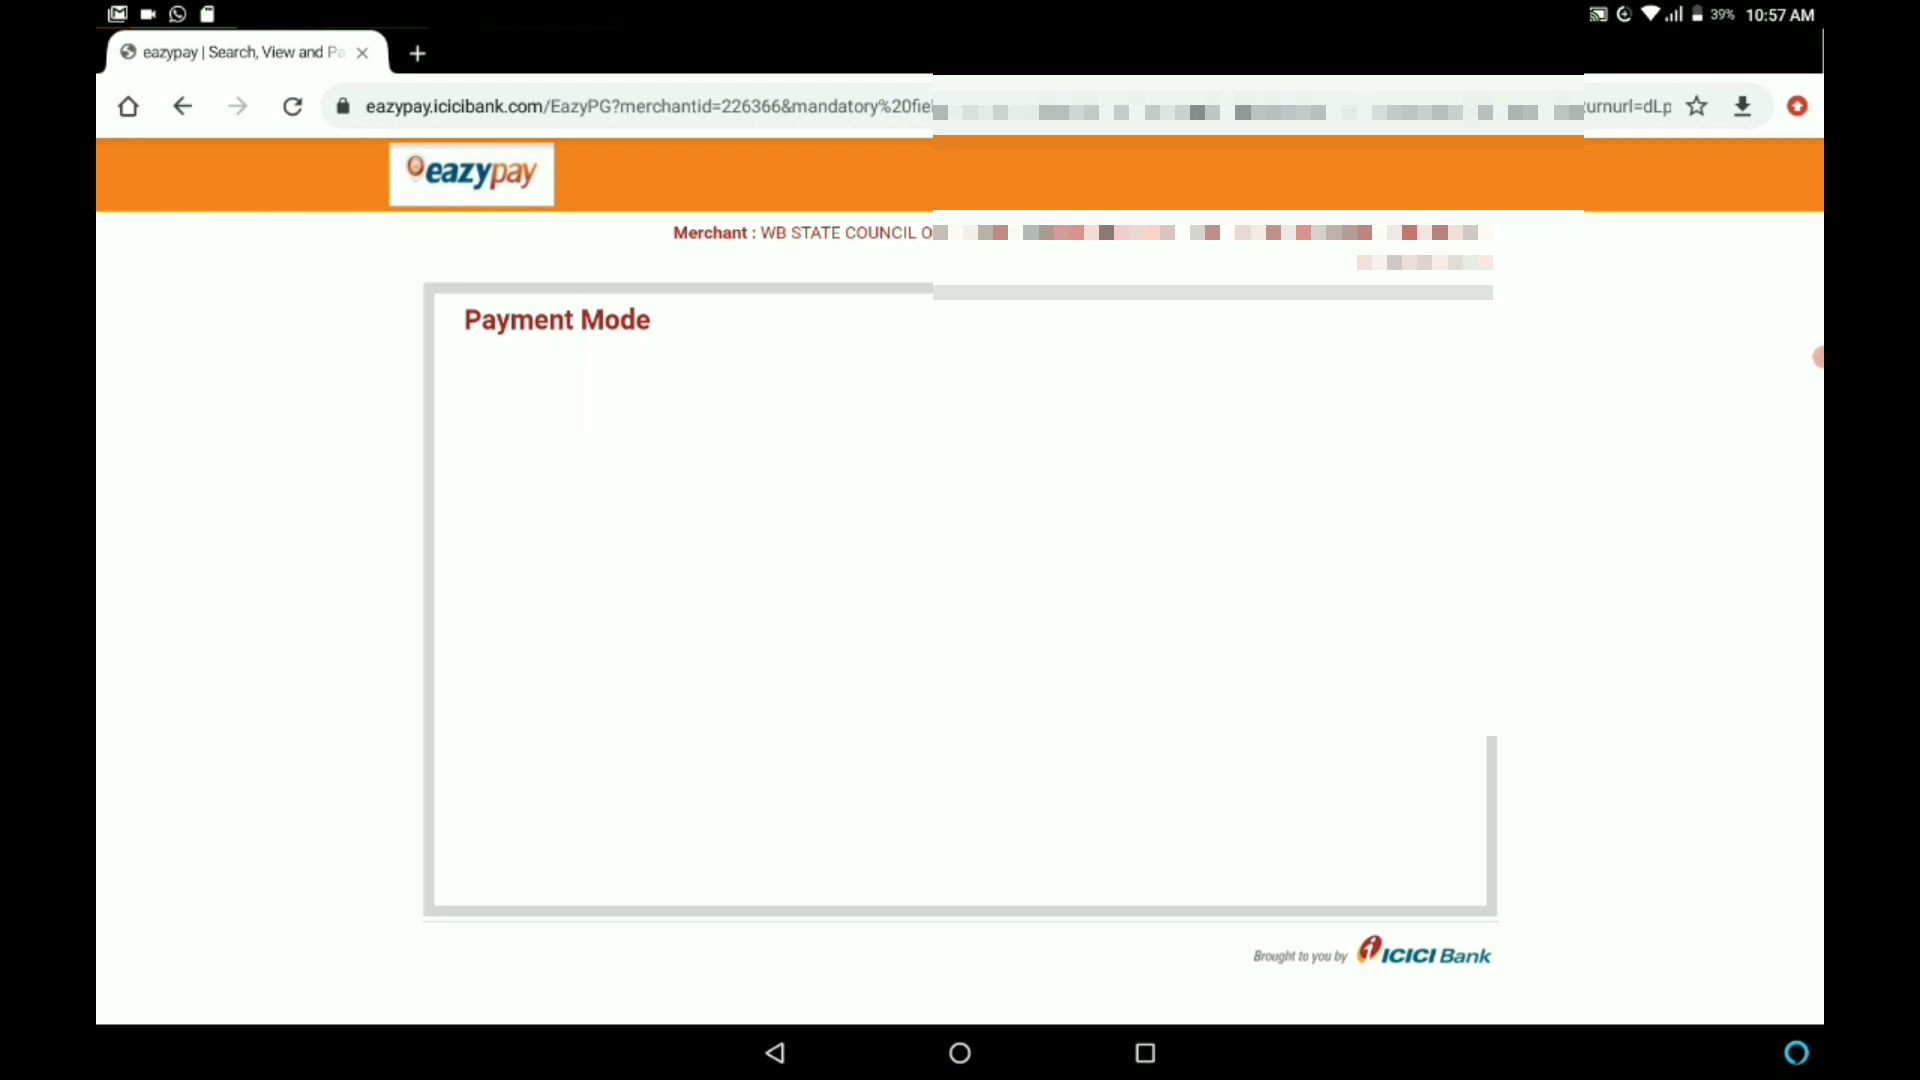 39% 10:57 AM
eazypay | Search, View and Pa
eazypay.icicibank.com/EazyPG?merchantid=226366&mandatory%20fie
urnurl=dLp
eazypay
Merchant : WB STATE COUNCIL O
Payment Mode
Brought to you by ICICI Bank